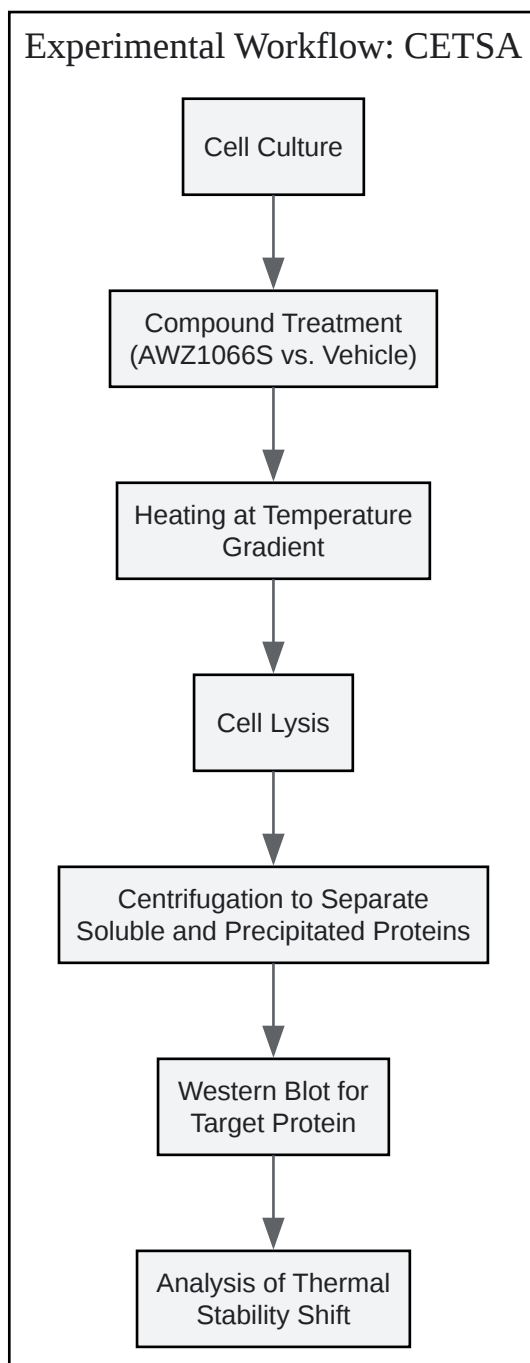 Experimental Workflow: CETSA
Cell Culture
Compound Treatment
(AWZ1066S vs. Vehicle)
Heating at Temperature
Gradient
Cell Lysis
Centrifugation to Separate
Soluble and Precipitated Proteins
Western Blot for
Target Protein
Analysis of Thermal
Stability Shift